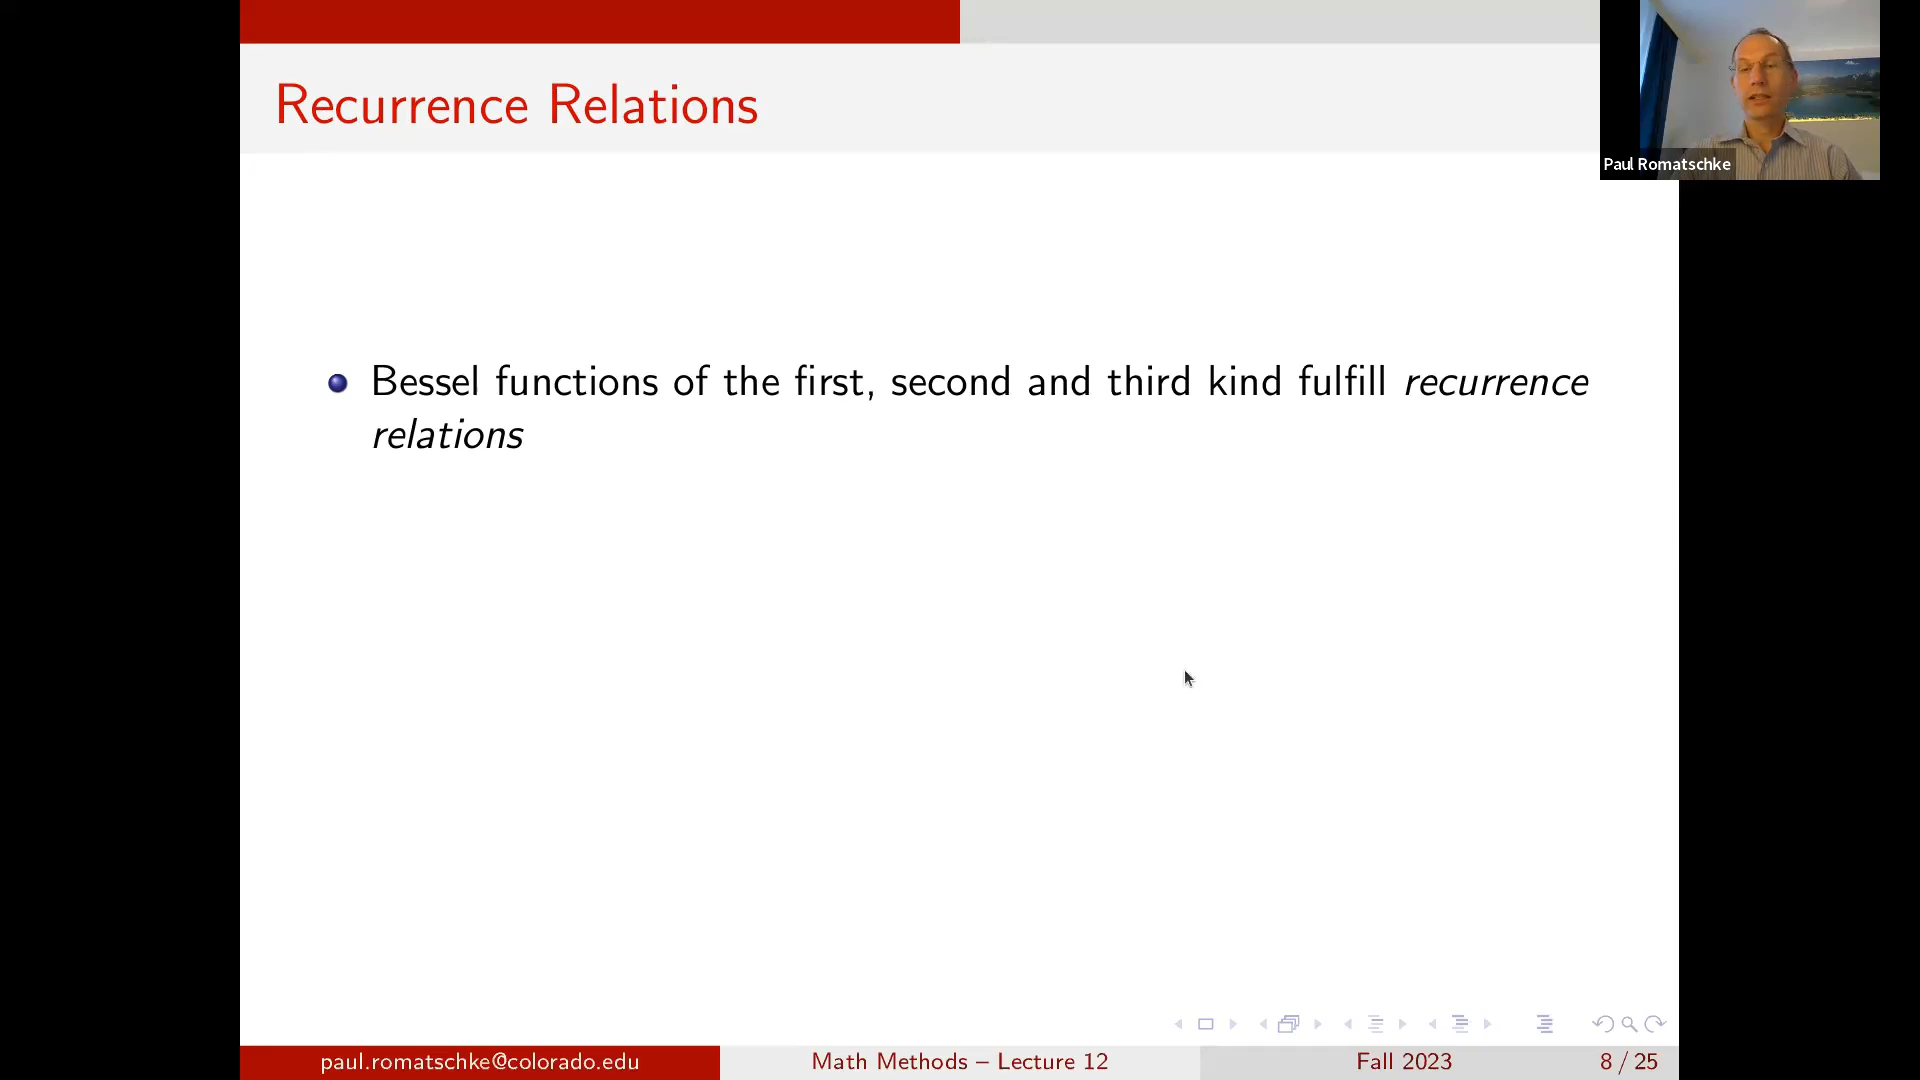 Recurrence Relations
Paul Romatschke
Bessel functions of the first, second and third kind fulfill recurrence
relations
paul.romatschke@colorado.edu
Math Methods – Lecture 12
Fall 2023
8 / 25